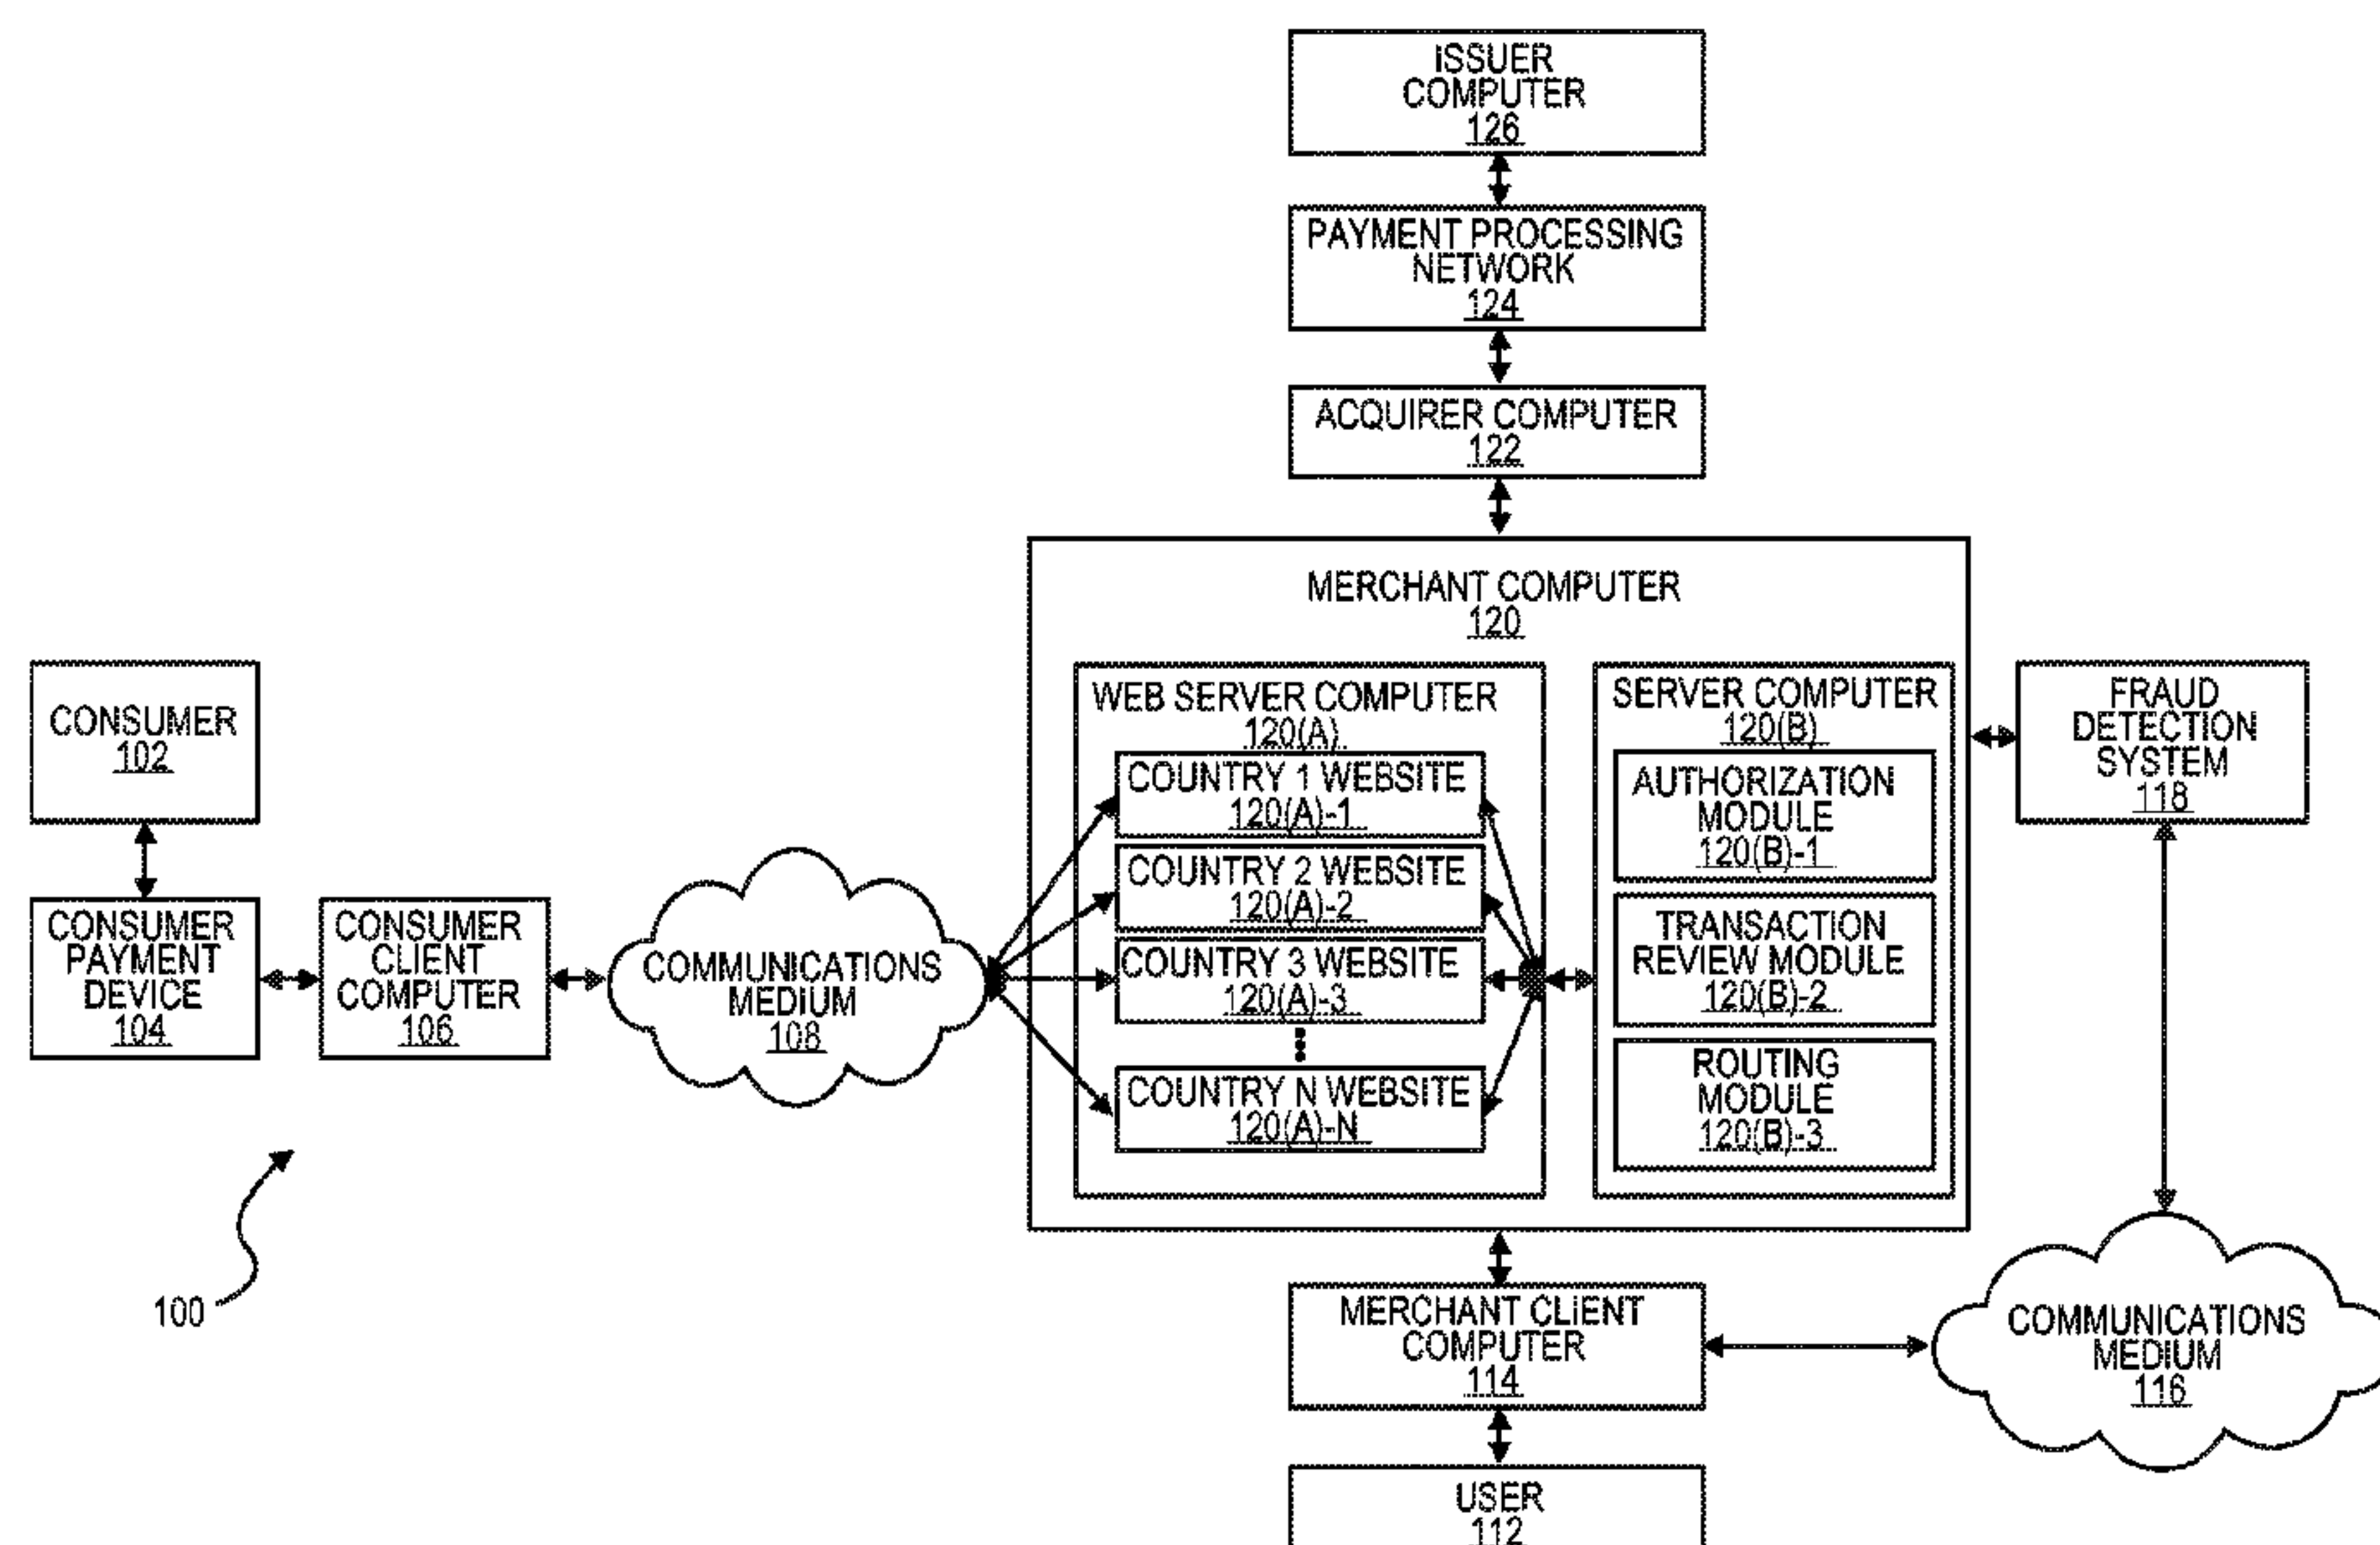 ISSUER
COMPUTER
126
PAYMENT PROCESSING
NETWORK
124
ACQUIRER COMPUTER
122
MERCHANT COMPUTER
120
CONSUMER
102
CONSUMER
PAYMENT
DEVICE
104
CONSUMER
CLIENT
COMPUTER
106
COMMUNICATIONS
MEDIUM
108
WEB SERVER COMPUTER
120(A)
COUNTRY 1 WEBSITE
120(A)-1
COUNTRY 2 WEBSITE
120(A)-2
COUNTRY 3 WEBSITE
120(A)-3
COUNTRY N WEBSITE
120(A)-N
SERVER COMPUTER
120(B)
AUTHORIZATION
MODULE
120(B)-1
TRANSACTION
REVIEW MODULE
120(B)-2
ROUTING
MODULE
120(B)-3
FRAUD
DETECTION
SYSTEM
118
100
MERCHANT CLIENT
COMPUTER
114
COMMUNICATIONS
MEDIUM
116
USER
112